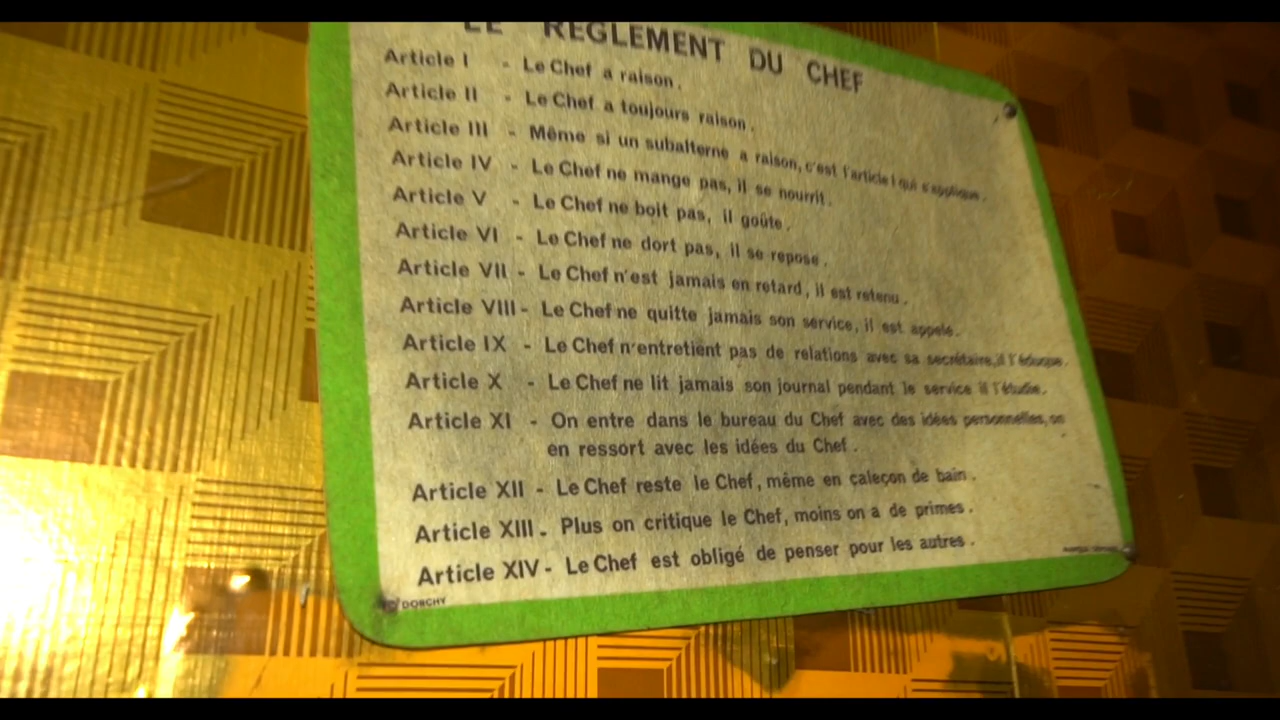 LE REGLEMENT DU CHEF
Article I - Le Chef a raison.
Article II - Le Chef a toujours raison.
Article III - Même si un subalterne a raison, c'est l'article I qui s'applique.
Article IV - Le Chef ne mange pas, il se nourrit.
Article V - Le Chef ne boit pas, il goûte.
Article VI - Le Chef ne dort pas, il se repose.
Article VII - Le Chef n'est jamais en retard, il est retenu.
Article VIII - Le Chef ne quitte jamais son service, il est appelé.
Article IX - Le Chef n'entretient pas de relations avec sa secrétaire, il l'éduque.
Article X - Le Chef ne lit jamais son journal pendant le service il l'étudie.
Article XI - On entre dans le bureau du Chef avec des idées personnelles, on
en ressort avec les idées du Chef.
Article XII - Le Chef reste le Chef, même en caleçon de bain.
Article XIII - Plus on critique le Chef, moins on a de primes.
Article XIV - Le Chef est obligé de penser pour les autres.
DORCHY